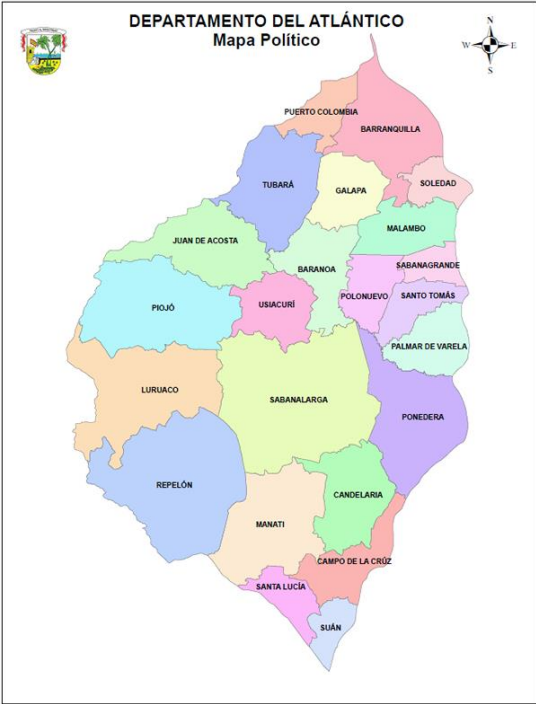 DEPARTAMENTO DEL ATLÁNTICO
Mapa Político
N
W
E
S
PUERTO COLOMBIA
BARRANQUILLA
TUBARÁ
GALAPA
SOLEDAD
MALAMBO
JUAN DE ACOSTA
BARANOA
SABANAGRANDE
PIOJÓ
USIACURÍ
POLONUEVO
SANTO TOMÁS
PALMAR DE VARELA
LURUACO
SABANALARGA
PONEDERA
REPELÓN
CANDELARIA
MANATI
CAMPO DE LA CRÚZ
SANTA LUCÍA
SUÁN